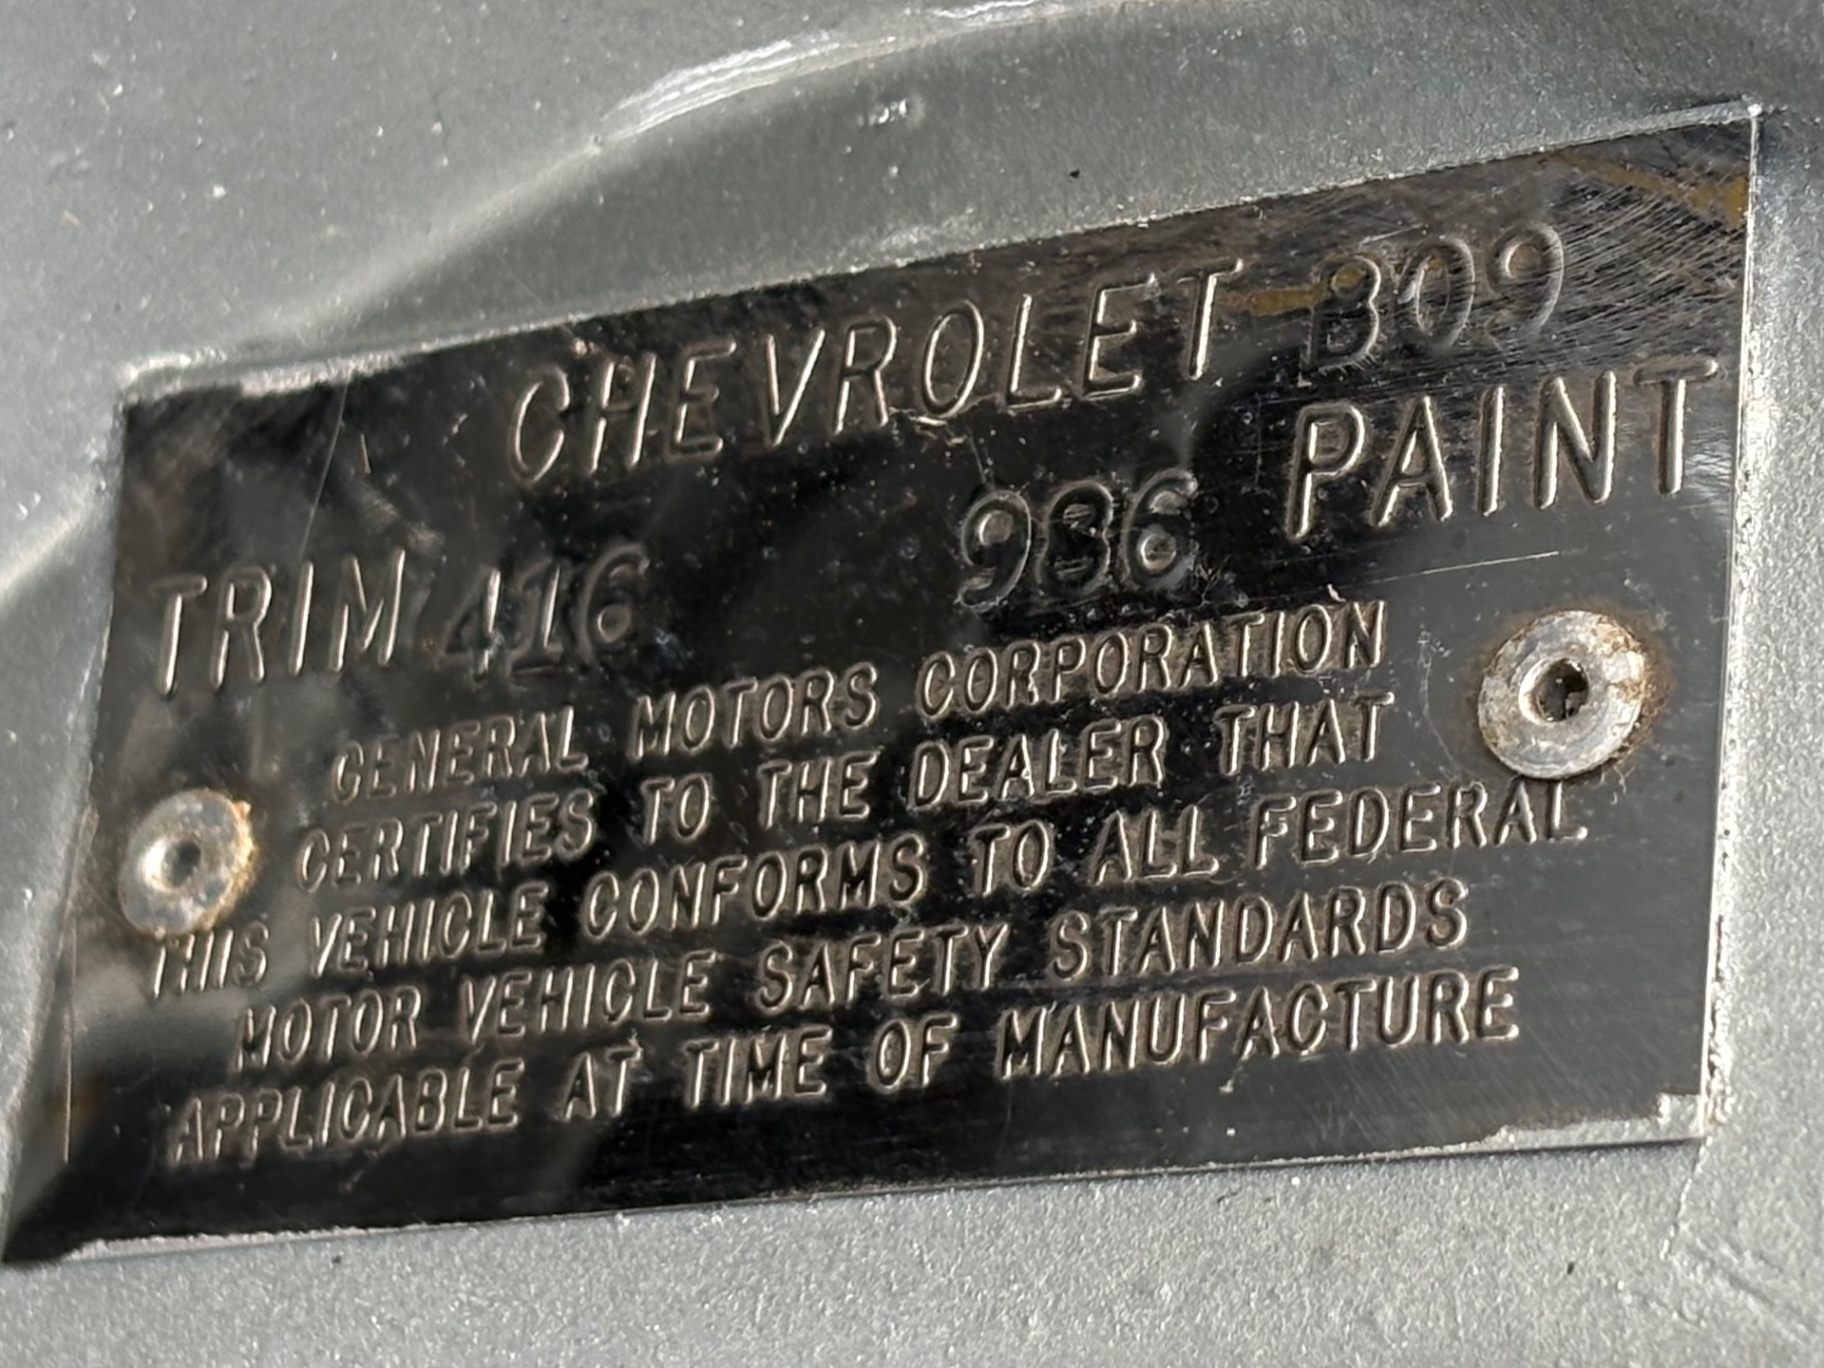 CHEVROLET B09
986 PAINT
TRIM 416
GENERAL MOTORS CORPORATION
CERTIFIES TO THE DEALER THAT
THIS VEHICLE CONFORMS TO ALL FEDERAL
MOTOR VEHICLE SAFETY STANDARDS
APPLICABLE AT TIME OF MANUFACTURE